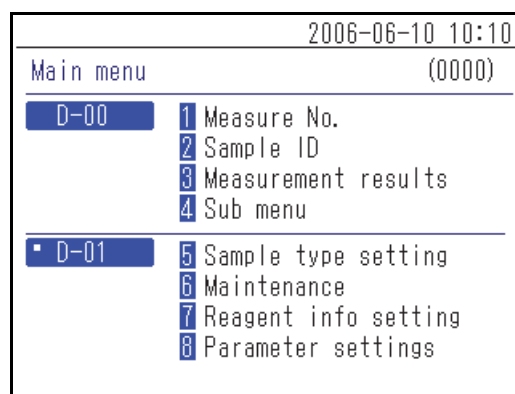 2006-06-10 10:10
Main menu (0000)
D-00 1 Measure No.
2 Sample ID
3 Measurement results
4 Sub menu
D-01 5 Sample type setting
6 Maintenance
7 Reagent info setting
8 Parameter settings